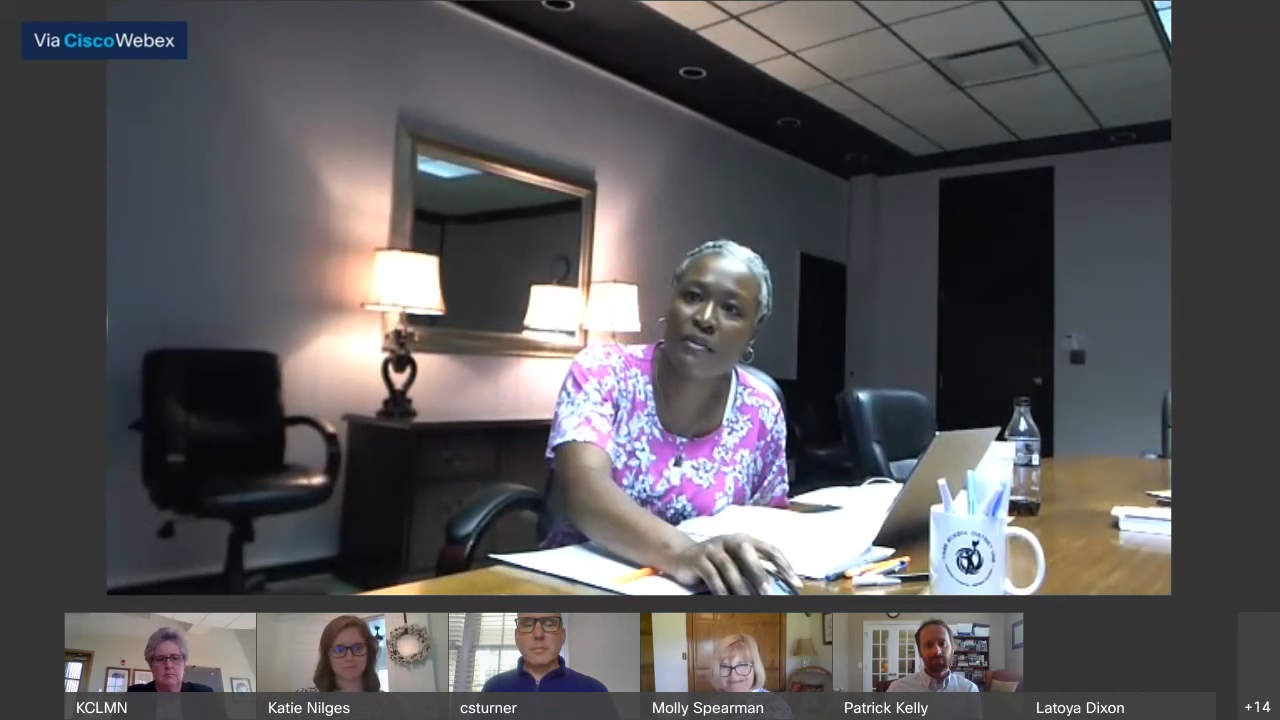 Via CiscoWebex
KCLMN
Katie Nilges
csturner
Molly Spearman
Patrick Kelly
Latoya Dixon
+14